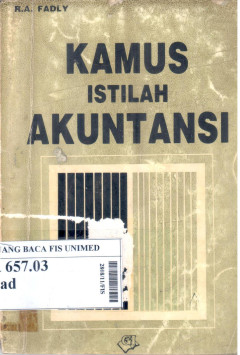 R.A. FADLY
KAMUS
ISTILAH
AKUNTANSI
ANG BACA FIS UNIMED
657.03
ad